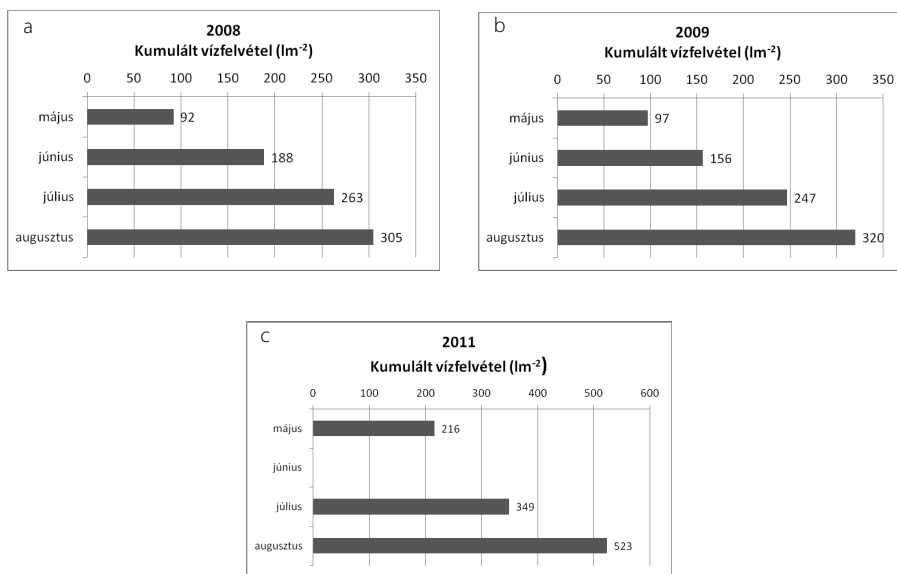 a
2008
Kumulált vízfelvétel (lm⁻²)
0 50 100 150 200 250 300 350
május 92
június 188
július 263
augusztus 305
b
2009
Kumulált vízfelvétel (lm⁻²)
0 50 100 150 200 250 300 350
május 97
június 156
július 247
augusztus 320
c
2011
Kumulált vízfelvétel (lm⁻²)
0 100 200 300 400 500 600
május 216
június
július 349
augusztus 523